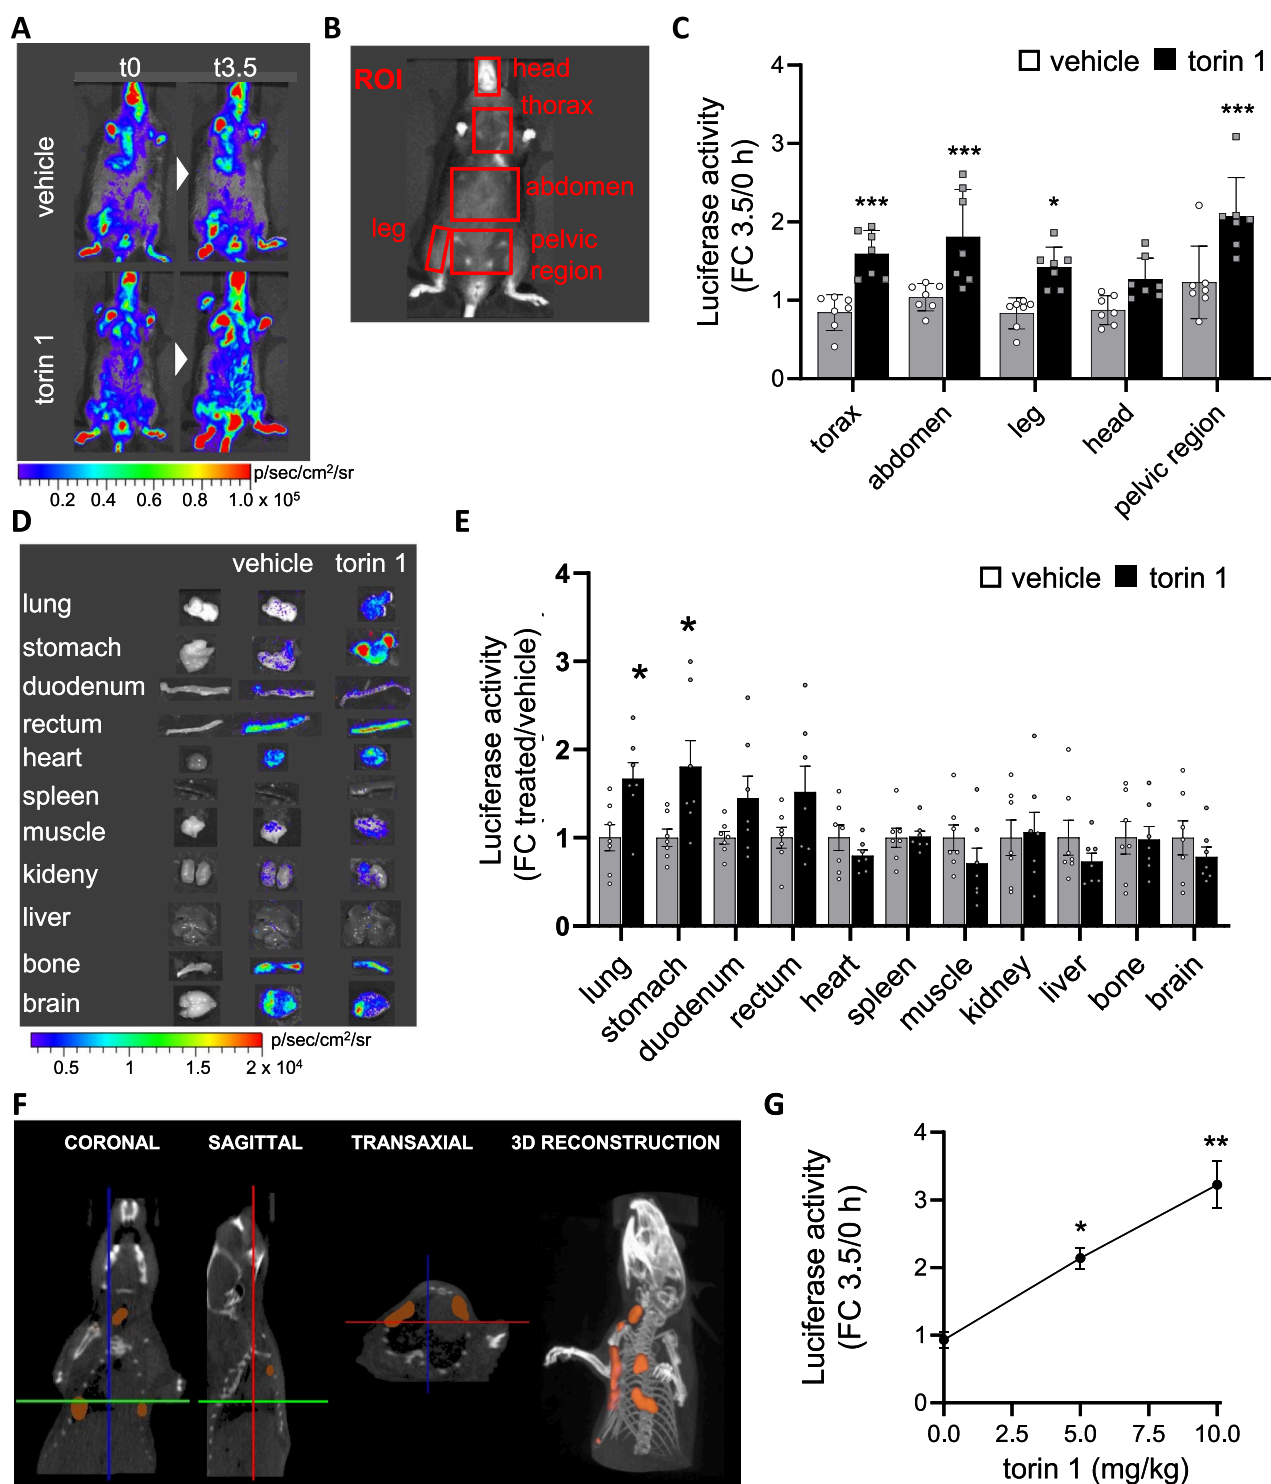 A
t0 t3.5
vehicle
torin 1
p/sec/cm²/sr
0.2 0.4 0.6 0.8 1.0 x 10⁵
B
ROI
head
thorax
abdomen
leg
pelvic
region
C
vehicle torin 1
Luciferase activity
(FC 3.5/0 h)
4
3
2
1
0
*** *** * ***
torax abdomen leg head pelvic region
D
vehicle torin 1
lung
stomach
duodenum
rectum
heart
spleen
muscle
kideny
liver
bone
brain
p/sec/cm²/sr
0.5 1 1.5 2 x 10⁴
E
vehicle torin 1
Luciferase activity
(FC treated/vehicle)
4
3
2
1
0
* *
lung stomach duodenum rectum heart spleen muscle kidney liver bone brain
F
CORONAL SAGITTAL TRANSAXIAL 3D RECONSTRUCTION
G
Luciferase activity
(FC 3.5/0 h)
4
3
2
1
0
* **
0.0 2.5 5.0 7.5 10.0
torin 1 (mg/kg)